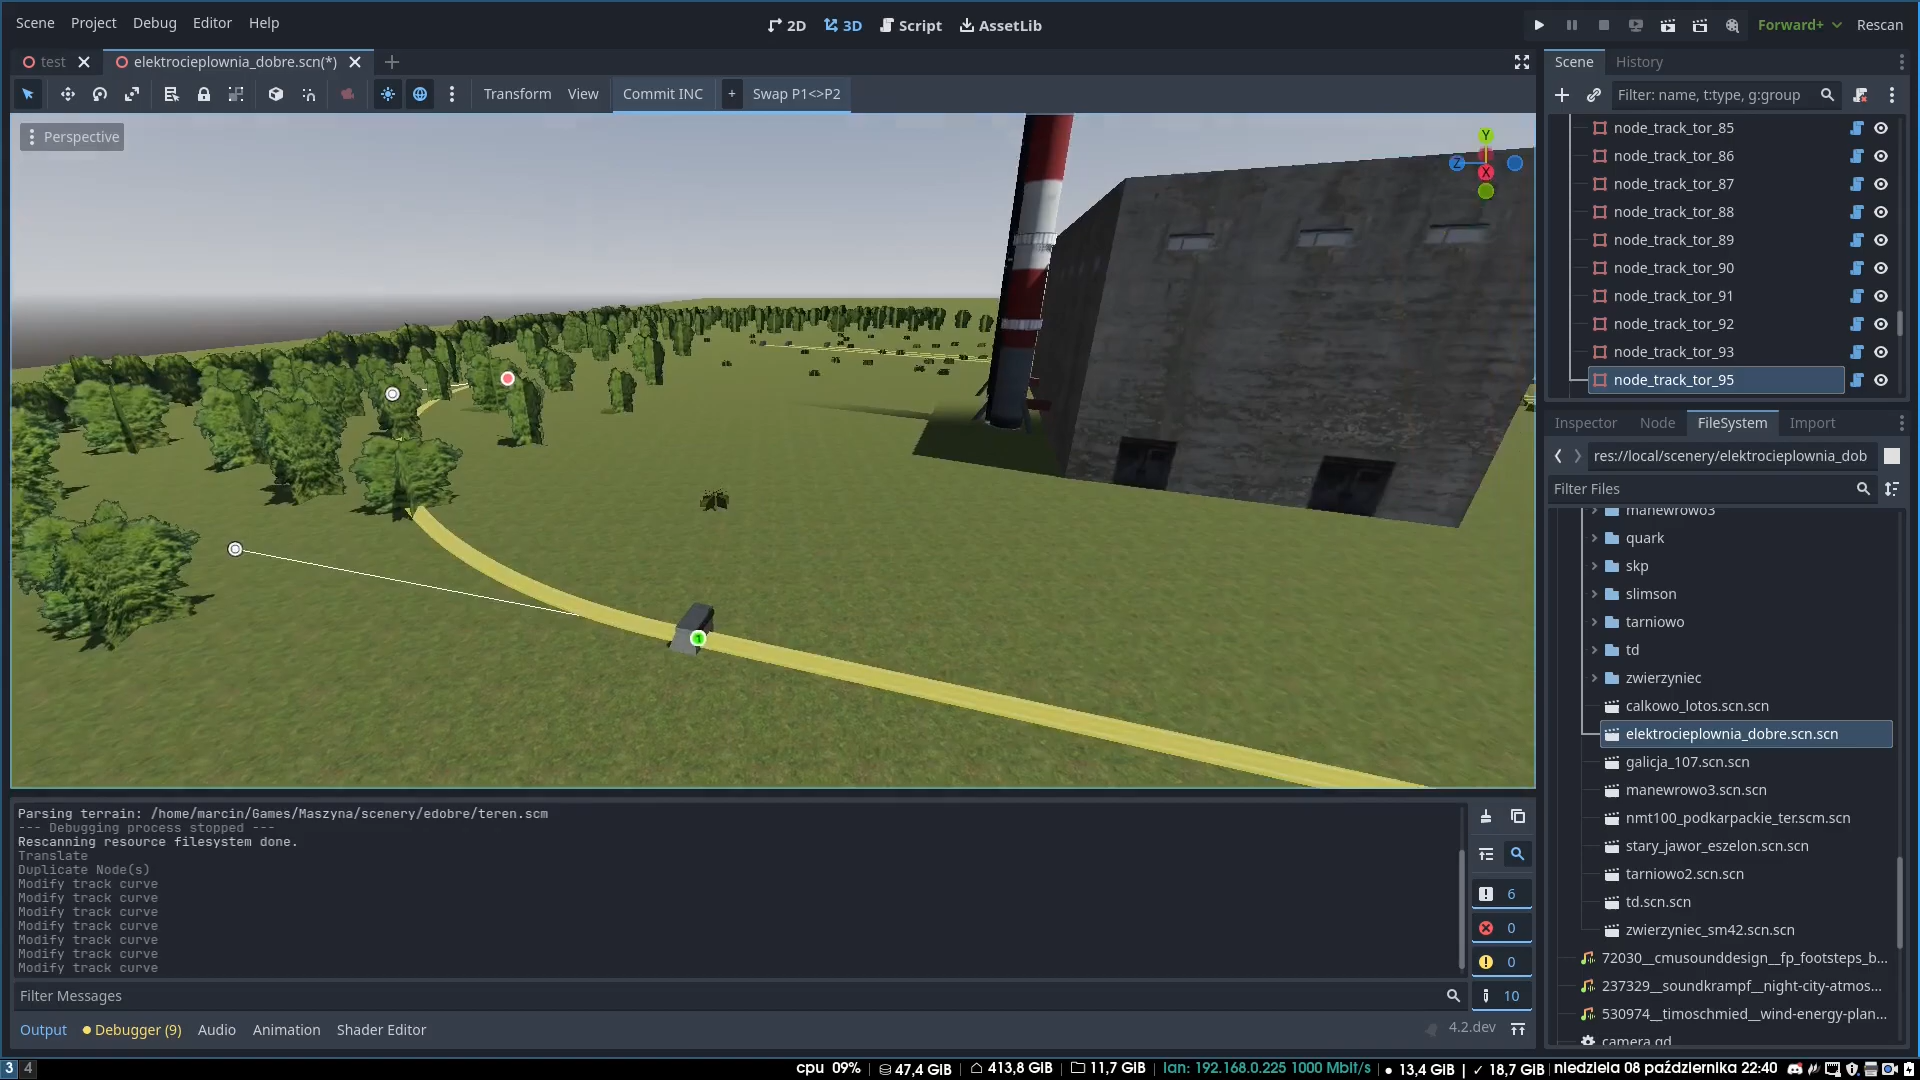 Scene Project Debug Editor Help
2D 3D Script AssetLib
Forward+ Rescan
test elektrocieplownia_dobre.scn(*)
Transform View Commit INC + Swap P1<>P2
Perspective
Y
Z
X
1
Scene History
Filter: name, t:type, g:group
node_track_tor_85
node_track_tor_86
node_track_tor_87
node_track_tor_88
node_track_tor_89
node_track_tor_90
node_track_tor_91
node_track_tor_92
node_track_tor_93
node_track_tor_95
Inspector Node FileSystem Import
res://local/scenery/elektrocieplownia_dob
Filter Files
manewrowo3
quark
skp
slimson
tarniowo
td
zwierzyniec
calkowo_lotos.scn.scn
elektrocieplownia_dobre.scn.scn
galicja_107.scn.scn
manewrowo3.scn.scn
nmt100_podkarpackie_ter.scm.scn
stary_jawor_eszelon.scn.scn
tarniowo2.scn.scn
td.scn.scn
zwierzyniec_sm42.scn.scn
72030__cmusounddesign__fp_footsteps_b...
237329__soundkrampf__night-city-atmos...
530974__timoschmied__wind-energy-plan...
camera.gd
Parsing terrain: /home/marcin/Games/Maszyna/scenery/edobre/teren.scm
--- Debugging process stopped ---
Rescanning resource filesystem done.
Translate
Duplicate Node(s)
Modify track curve
Modify track curve
Modify track curve
Modify track curve
Modify track curve
Modify track curve
Modify track curve
6
0
0
10
Filter Messages
Output Debugger (9) Audio Animation Shader Editor
4.2.dev
3 4
cpu 09% 47,4 GiB 413,8 GiB 11,7 GiB lan: 192.168.0.225 1000 Mbit/s 13,4 GiB | ✓ 18,7 GiB niedziela 08 października 22:40